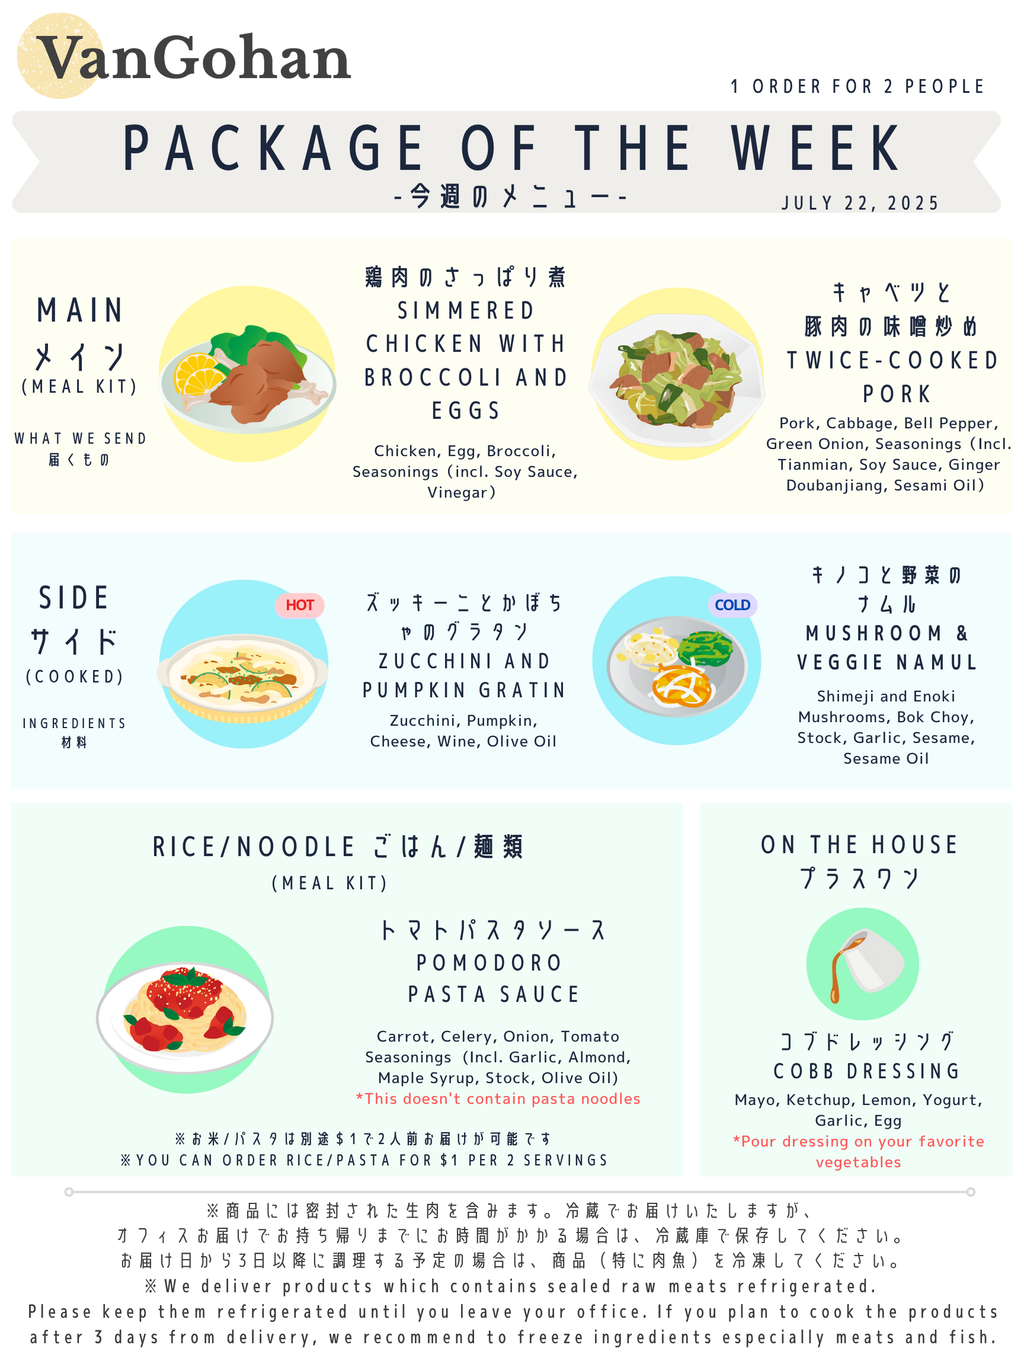 VanGohan
1 ORDER FOR 2 PEOPLE
PACKAGE OF THE WEEK
-今週のメニュー-
JULY 22, 2025
MAIN
メイン
(MEAL KIT)
WHAT WE SEND
届くもの
鶏肉のさっぱり煮
SIMMERED
CHICKEN WITH
BROCCOLI AND
EGGS
Chicken, Egg, Broccoli,
Seasonings (incl. Soy Sauce,
Vinegar)
キャベツと
豚肉の味噌炒め
TWICE-COOKED
PORK
Pork, Cabbage, Bell Pepper,
Green Onion, Seasonings (Incl.
Tianmian, Soy Sauce, Ginger
Doubanjiang, Sesami Oil)
SIDE
サイド
(COOKED)
INGREDIENTS
材料
HOT
ズッキーニとかぼち
ゃのグラタン
ZUCCHINI AND
PUMPKIN GRATIN
Zucchini, Pumpkin,
Cheese, Wine, Olive Oil
COLD
キノコと野菜の
ナムル
MUSHROOM &
VEGGIE NAMUL
Shimeji and Enoki
Mushrooms, Bok Choy,
Stock, Garlic, Sesame,
Sesame Oil
RICE/NOODLE ごはん/麺類
(MEAL KIT)
トマトパスタソース
POMODORO
PASTA SAUCE
Carrot, Celery, Onion, Tomato
Seasonings (Incl. Garlic, Almond,
Maple Syrup, Stock, Olive Oil)
*This doesn't contain pasta noodles
※お米/パスタは別途$1で2人前お届けが可能です
※YOU CAN ORDER RICE/PASTA FOR $1 PER 2 SERVINGS
ON THE HOUSE
プラスワン
コブドレッシング
COBB DRESSING
Mayo, Ketchup, Lemon, Yogurt,
Garlic, Egg
*Pour dressing on your favorite
vegetables
※商品には密封された生肉を含みます。冷蔵でお届けいたしますが、
オフィスお届けでお持ち帰りまでにお時間がかかる場合は、冷蔵庫で保存してください。
お届け日から3日以降に調理する予定の場合は、商品（特に肉魚）を冷凍してください。
※We deliver products which contains sealed raw meats refrigerated.
Please keep them refrigerated until you leave your office. If you plan to cook the products
after 3 days from delivery, we recommend to freeze ingredients especially meats and fish.